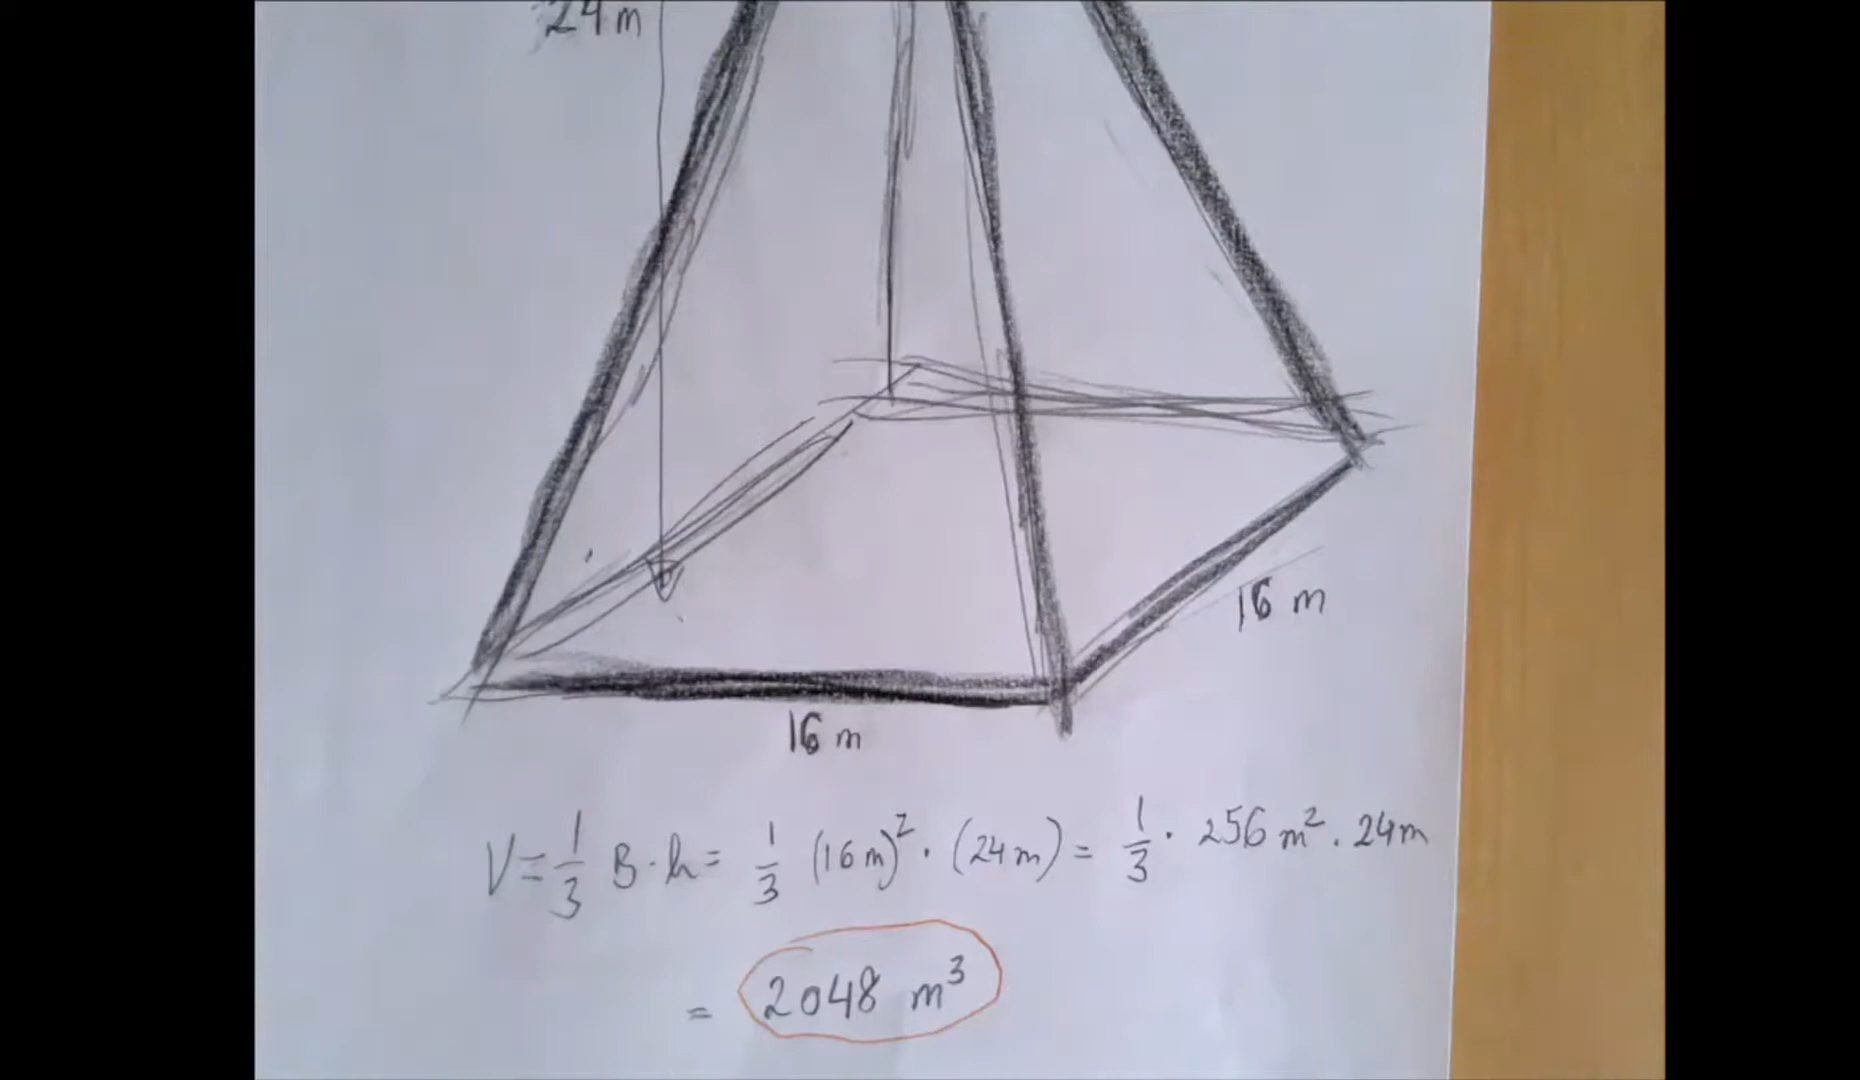 24 m
16 m
16 m
V = 1/3 B · h = 1/3 (16 m)² · (24 m) = 1/3 · 256 m² · 24 m
= 2048 m³